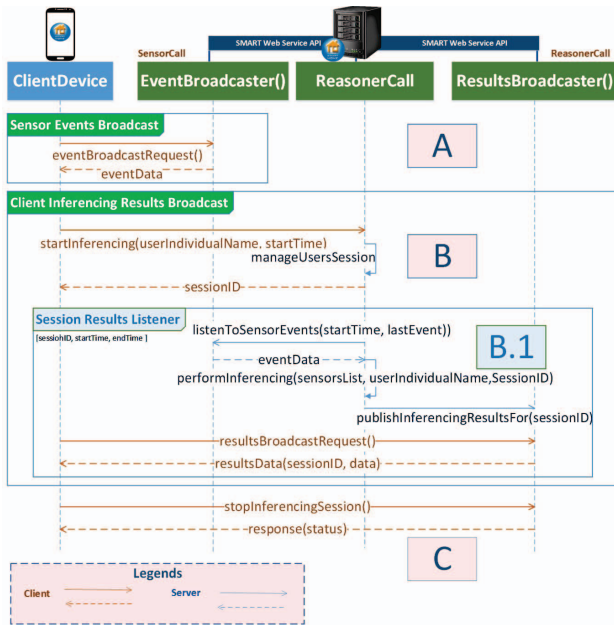 SMART Web Service API
SMART Web Service API
SensorCall
ReasonerCall
ClientDevice
EventBroadcaster()
ReasonerCall
ResultsBroadcaster()
Sensor Events Broadcast
A
eventBroadcastRequest()
eventData
Client Inferencing Results Broadcast
startInferencing(userIndividualName, startTime)
B
manageUsersSession
sessionID
Session Results Listener
[sessiohID, startTime, endTime ]
listenToSensorEvents(startTime, lastEvent))
B.1
eventData
performInferencing(sensorsList, userIndividualName,SessionID)
publishInferencingResultsFor(sessionID)
resultsBroadcastRequest()
resultsData(sessionID, data)
stopInferencingSession()
response(status)
C
Legends
Client
Server